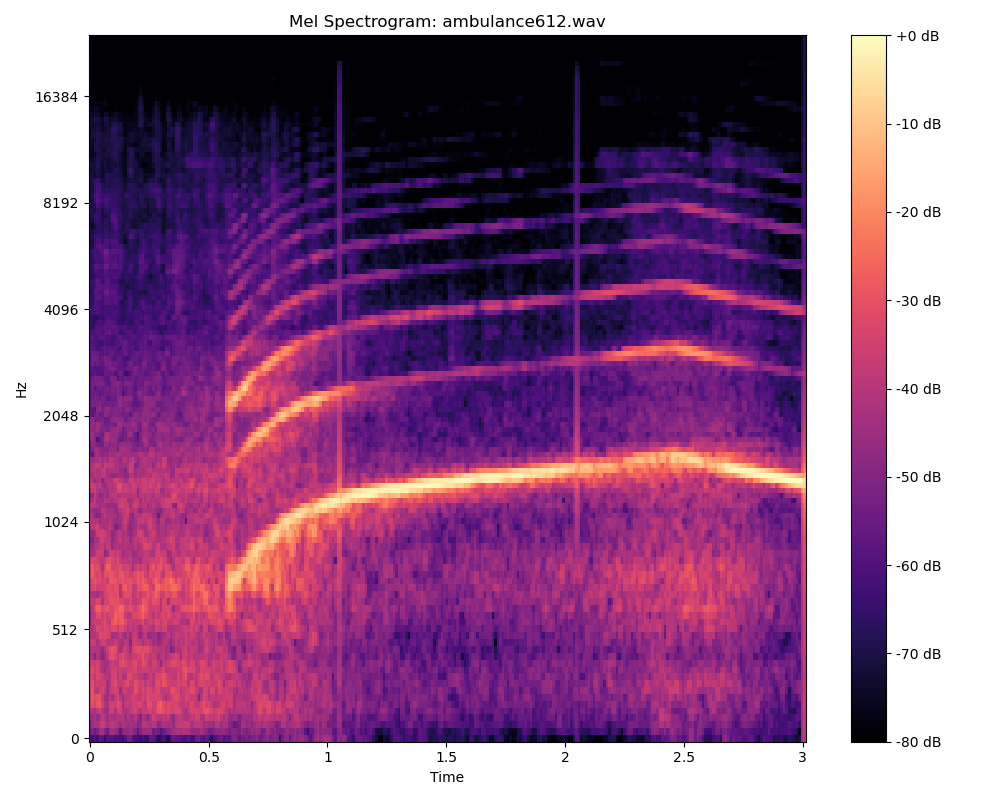 Mel Spectrogram: ambulance612.wav
+0 dB
16384
-10 dB
-20 dB
8192
-30 dB
4096
Hz
-40 dB
2048
-50 dB
1024
-60 dB
512
-70 dB
0
-80 dB
0 0.5 1 1.5 2 2.5 3
Time